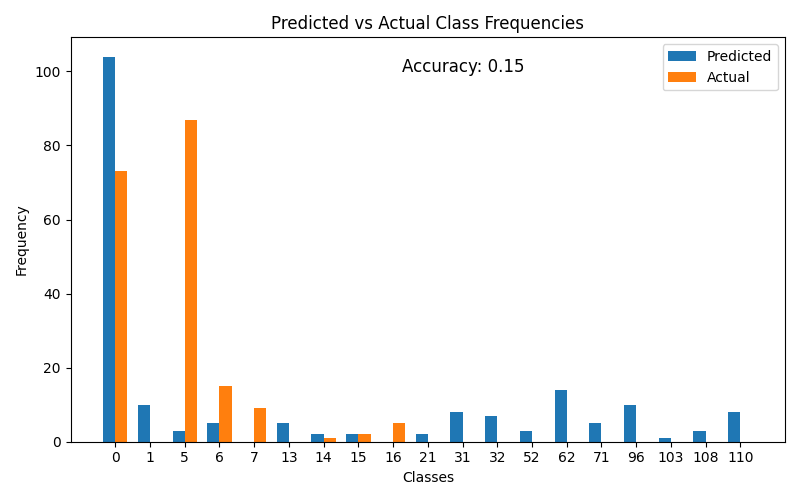 Predicted vs Actual Class Frequencies
Accuracy: 0.15
Predicted
Actual
Frequency
100
80
60
40
20
0
0 1 5 6 7 13 14 15 16 21 31 32 52 62 71 96 103 108 110
Classes